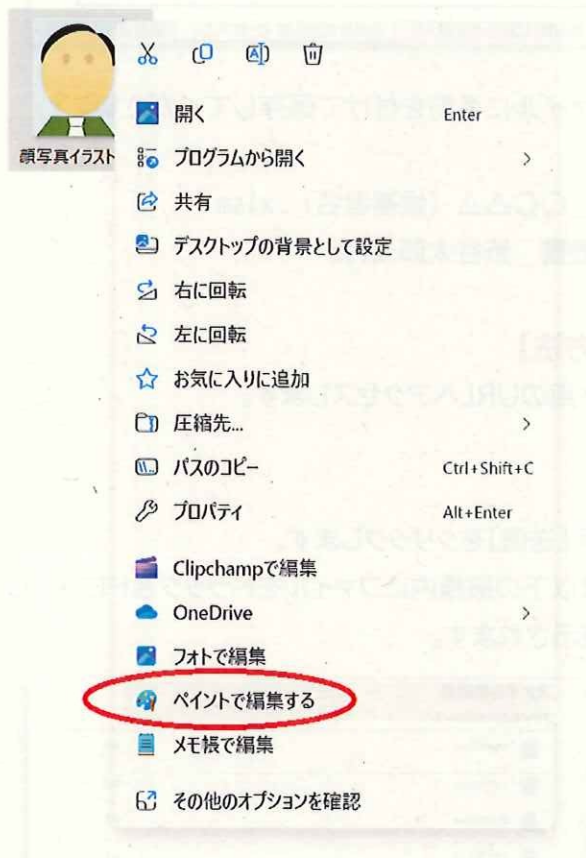 顔写真イラスト
開く Enter
プログラムから開く
共有
デスクトップの背景として設定
右に回転
左に回転
お気に入りに追加
圧縮先...
パスのコピー Ctrl+Shift+C
プロパティ Alt+Enter
Clipchampで編集
OneDrive
フォトで編集
ペイントで編集する
メモ帳で編集
その他のオプションを確認